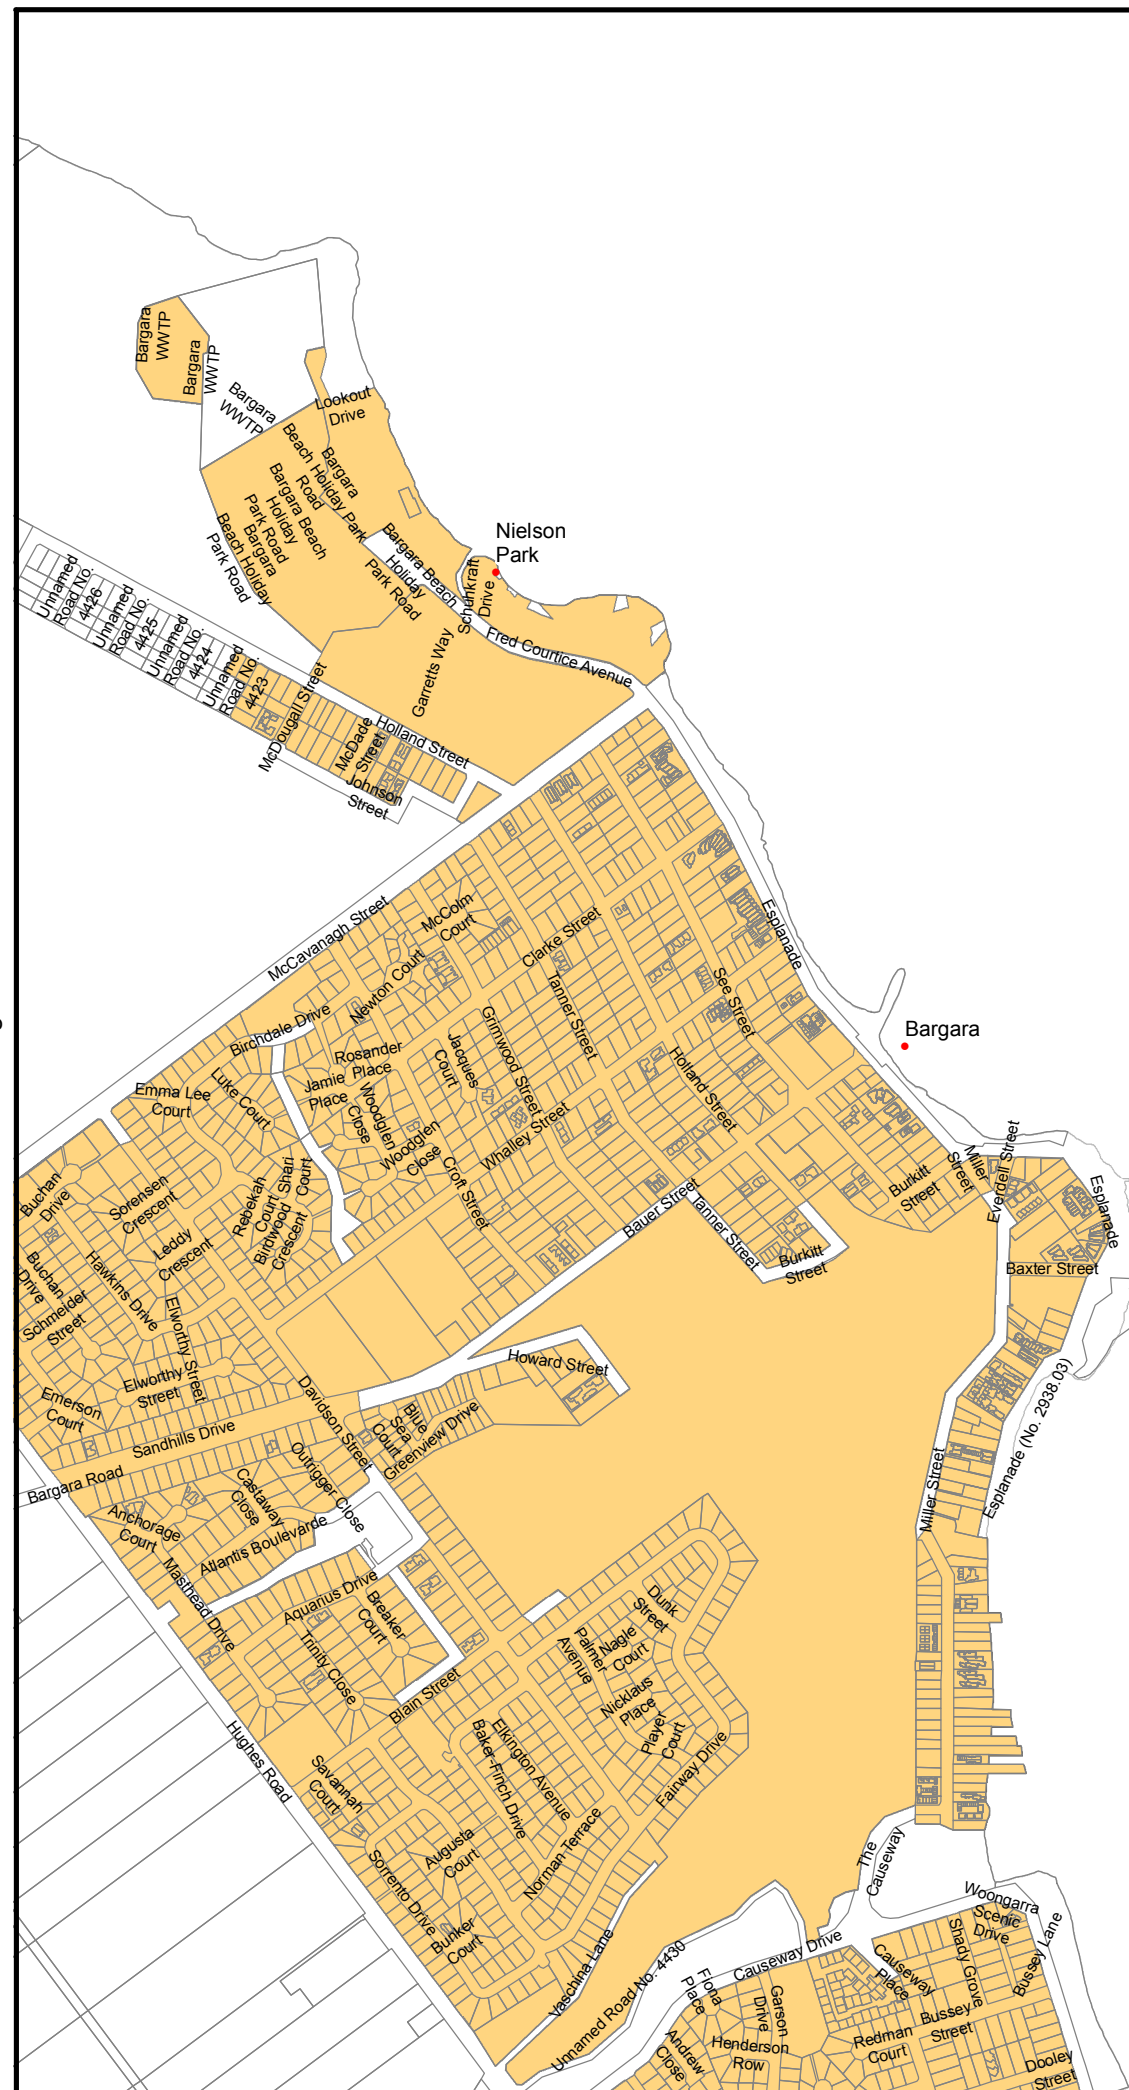 Bargara
WWTP
Bargara
WWTP
Bargara
WWTP
Lookout
Drive
Bargara
Beach Holiday Park
Road
Bargara Beach
Holiday
Park Road
Bargara
Beach Holiday
Park Road
Bargara Beach
Holiday
Park Road
Nielson
Park
Schunkraft
Drive
Fred Courtice Avenue
Garretts Way
Unnamed
Road No.
4426
Unnamed
Road No.
4425
Unnamed
Road No.
4424
Unnamed
Road No.
4423
McDougall Street
Holland Street
McDade
Street
Johnson
Street
McCavanagh Street
McColm
Court
Clarke Street
Esplanade
Newton Court
Tanner Street
See Street
Birchdale Drive
Grimwood Street
Bargara
Rosander
Place
Jacques
Court
Holland Street
Jamie
Place
Emma Lee
Court
Luke Court
Woodglen
Close
Woodglen
Close
Whalley Street
Croft Street
Miller
Street
Everdell Street
Burkitt
Street
Esplanade
Buchan
Drive
Sorensen
Crescent
Rebekah
Court
Shari
Court
Birdwood
Crescent
Bauer Street
Tanner Street
Burkitt
Street
Baxter Street
Leddy
Crescent
Hawkins Drive
Buchan
Drive
Schmeider
Street
Elworthy Street
Elworthy
Street
Howard Street
Emerson
Court
Davidson Street
Blue
Sea
Court
Greenview Drive
Esplanade (No. 2938.03)
Sandhills Drive
Bargara Road
Outrigger Close
Castaway
Close
Miller Street
Anchorage
Court
Atlantis Boulevarde
Masthead Drive
Aquarius Drive
Breaker
Court
Trinity Close
Dunk
Street
Nagle
Court
Palmer
Avenue
Nicklaus
Place
Player
Court
Blain Street
Fairway Drive
Hughes Road
Elkington Avenue
Baker-Finch Drive
Savannah
Court
Norman Terrace
Augusta
Court
Sorrento Drive
Bunker
Court
The
Causeway
Woongarra
Scenic
Drive
Vaschina Lane
Unnamed Road No. 4430
Causeway Drive
Causeway
Place
Shady Grove
Bussey Lane
Fiona
Place
Garson
Drive
Bussey
Street
Henderson
Row
Redman
Court
Andrew
Close
Dooley
Street